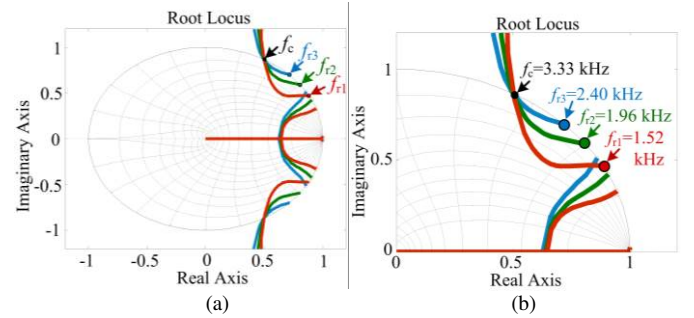 Root Locus
Imaginary Axis
1
0.5
0
-0.5
-1
fc
fr3
fr2
fr1
-1
-0.5
0
0.5
1
Real Axis
(a)
Root Locus
Imaginary Axis
1
0.5
0
fc=3.33 kHz
fr3=2.40 kHz
fr2=1.96 kHz
fr1=1.52
kHz
0
0.5
1
Real Axis
(b)